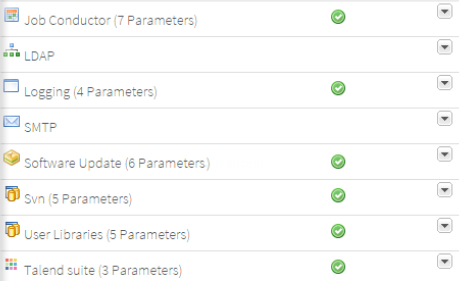 Job Conductor (7 Parameters)
LDAP
Logging (4 Parameters)
SMTP
Software Update (6 Parameters)
Svn (5 Parameters)
User Libraries (5 Parameters)
Talend suite (3 Parameters)